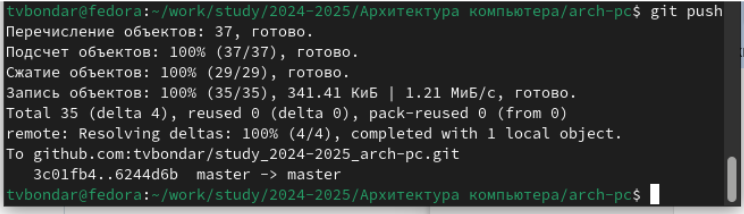 tvbondar@fedora:~/work/study/2024-2025/Архитектура компьютера/arch-pc$ git push
Перечисление объектов: 37, готово.
Подсчет объектов: 100% (37/37), готово.
Сжатие объектов: 100% (29/29), готово.
Запись объектов: 100% (35/35), 341.41 КиБ | 1.21 МиБ/с, готово.
Total 35 (delta 4), reused 0 (delta 0), pack-reused 0 (from 0)
remote: Resolving deltas: 100% (4/4), completed with 1 local object.
To github.com:tvbondar/study_2024-2025_arch-pc.git
   3c01fb4..6244d6b  master -> master
tvbondar@fedora:~/work/study/2024-2025/Архитектура компьютера/arch-pc$